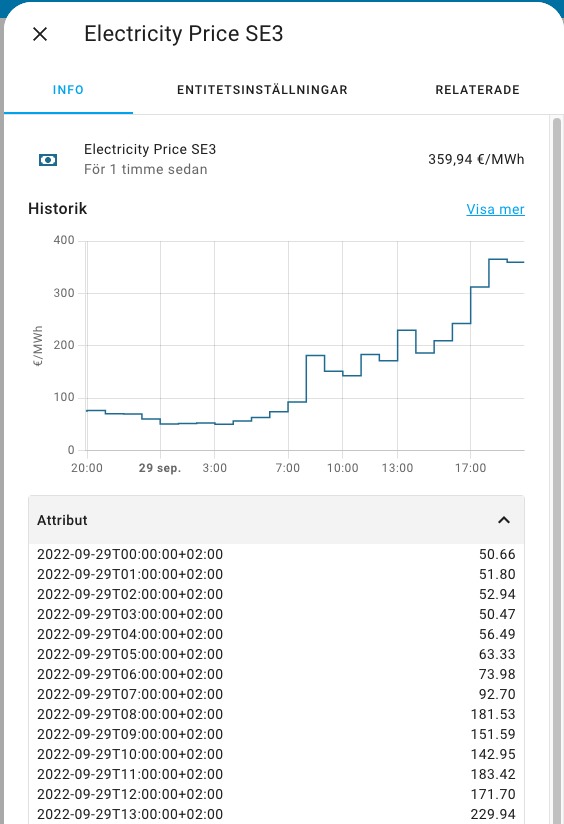 Electricity Price SE3
INFO ENTITETSINSTÄLLNINGAR RELATERADE
Electricity Price SE3
För 1 timme sedan
359,94 €/MWh
Historik Visa mer
€/MWh
400
300
200
100
0
20:00 29 sep. 3:00 7:00 10:00 13:00 17:00
Attribut
2022-09-29T00:00:00+02:00 50.66
2022-09-29T01:00:00+02:00 51.80
2022-09-29T02:00:00+02:00 52.94
2022-09-29T03:00:00+02:00 50.47
2022-09-29T04:00:00+02:00 56.49
2022-09-29T05:00:00+02:00 63.33
2022-09-29T06:00:00+02:00 73.98
2022-09-29T07:00:00+02:00 92.70
2022-09-29T08:00:00+02:00 181.53
2022-09-29T09:00:00+02:00 151.59
2022-09-29T10:00:00+02:00 142.95
2022-09-29T11:00:00+02:00 183.42
2022-09-29T12:00:00+02:00 171.70
2022-09-29T13:00:00+02:00 229.94